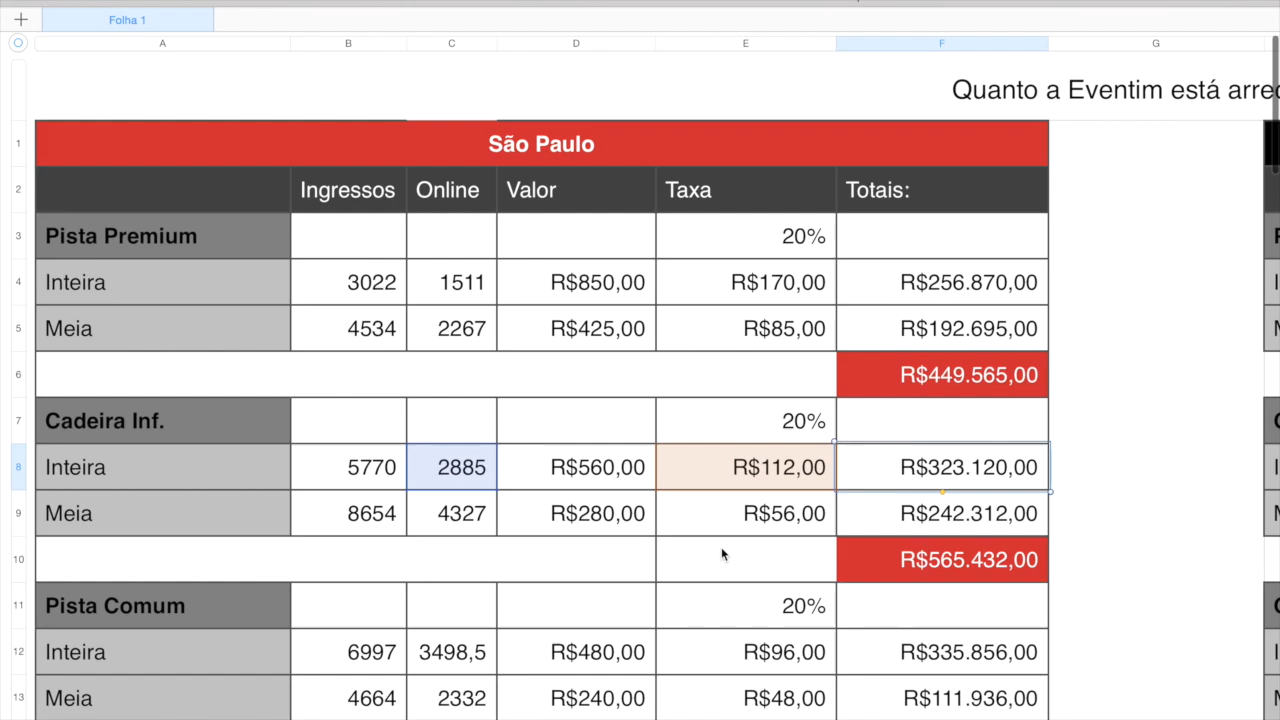 Folha 1
A B C D E F G
Quanto a Eventim está arre
1 São Paulo
2 Ingressos Online Valor Taxa Totais:
3 Pista Premium 20%
4 Inteira 3022 1511 R$850,00 R$170,00 R$256.870,00
5 Meia 4534 2267 R$425,00 R$85,00 R$192.695,00
6 R$449.565,00
7 Cadeira Inf. 20%
8 Inteira 5770 2885 R$560,00 R$112,00 R$323.120,00
9 Meia 8654 4327 R$280,00 R$56,00 R$242.312,00
10 R$565.432,00
11 Pista Comum 20%
12 Inteira 6997 3498,5 R$480,00 R$96,00 R$335.856,00
13 Meia 4664 2332 R$240,00 R$48,00 R$111.936,00